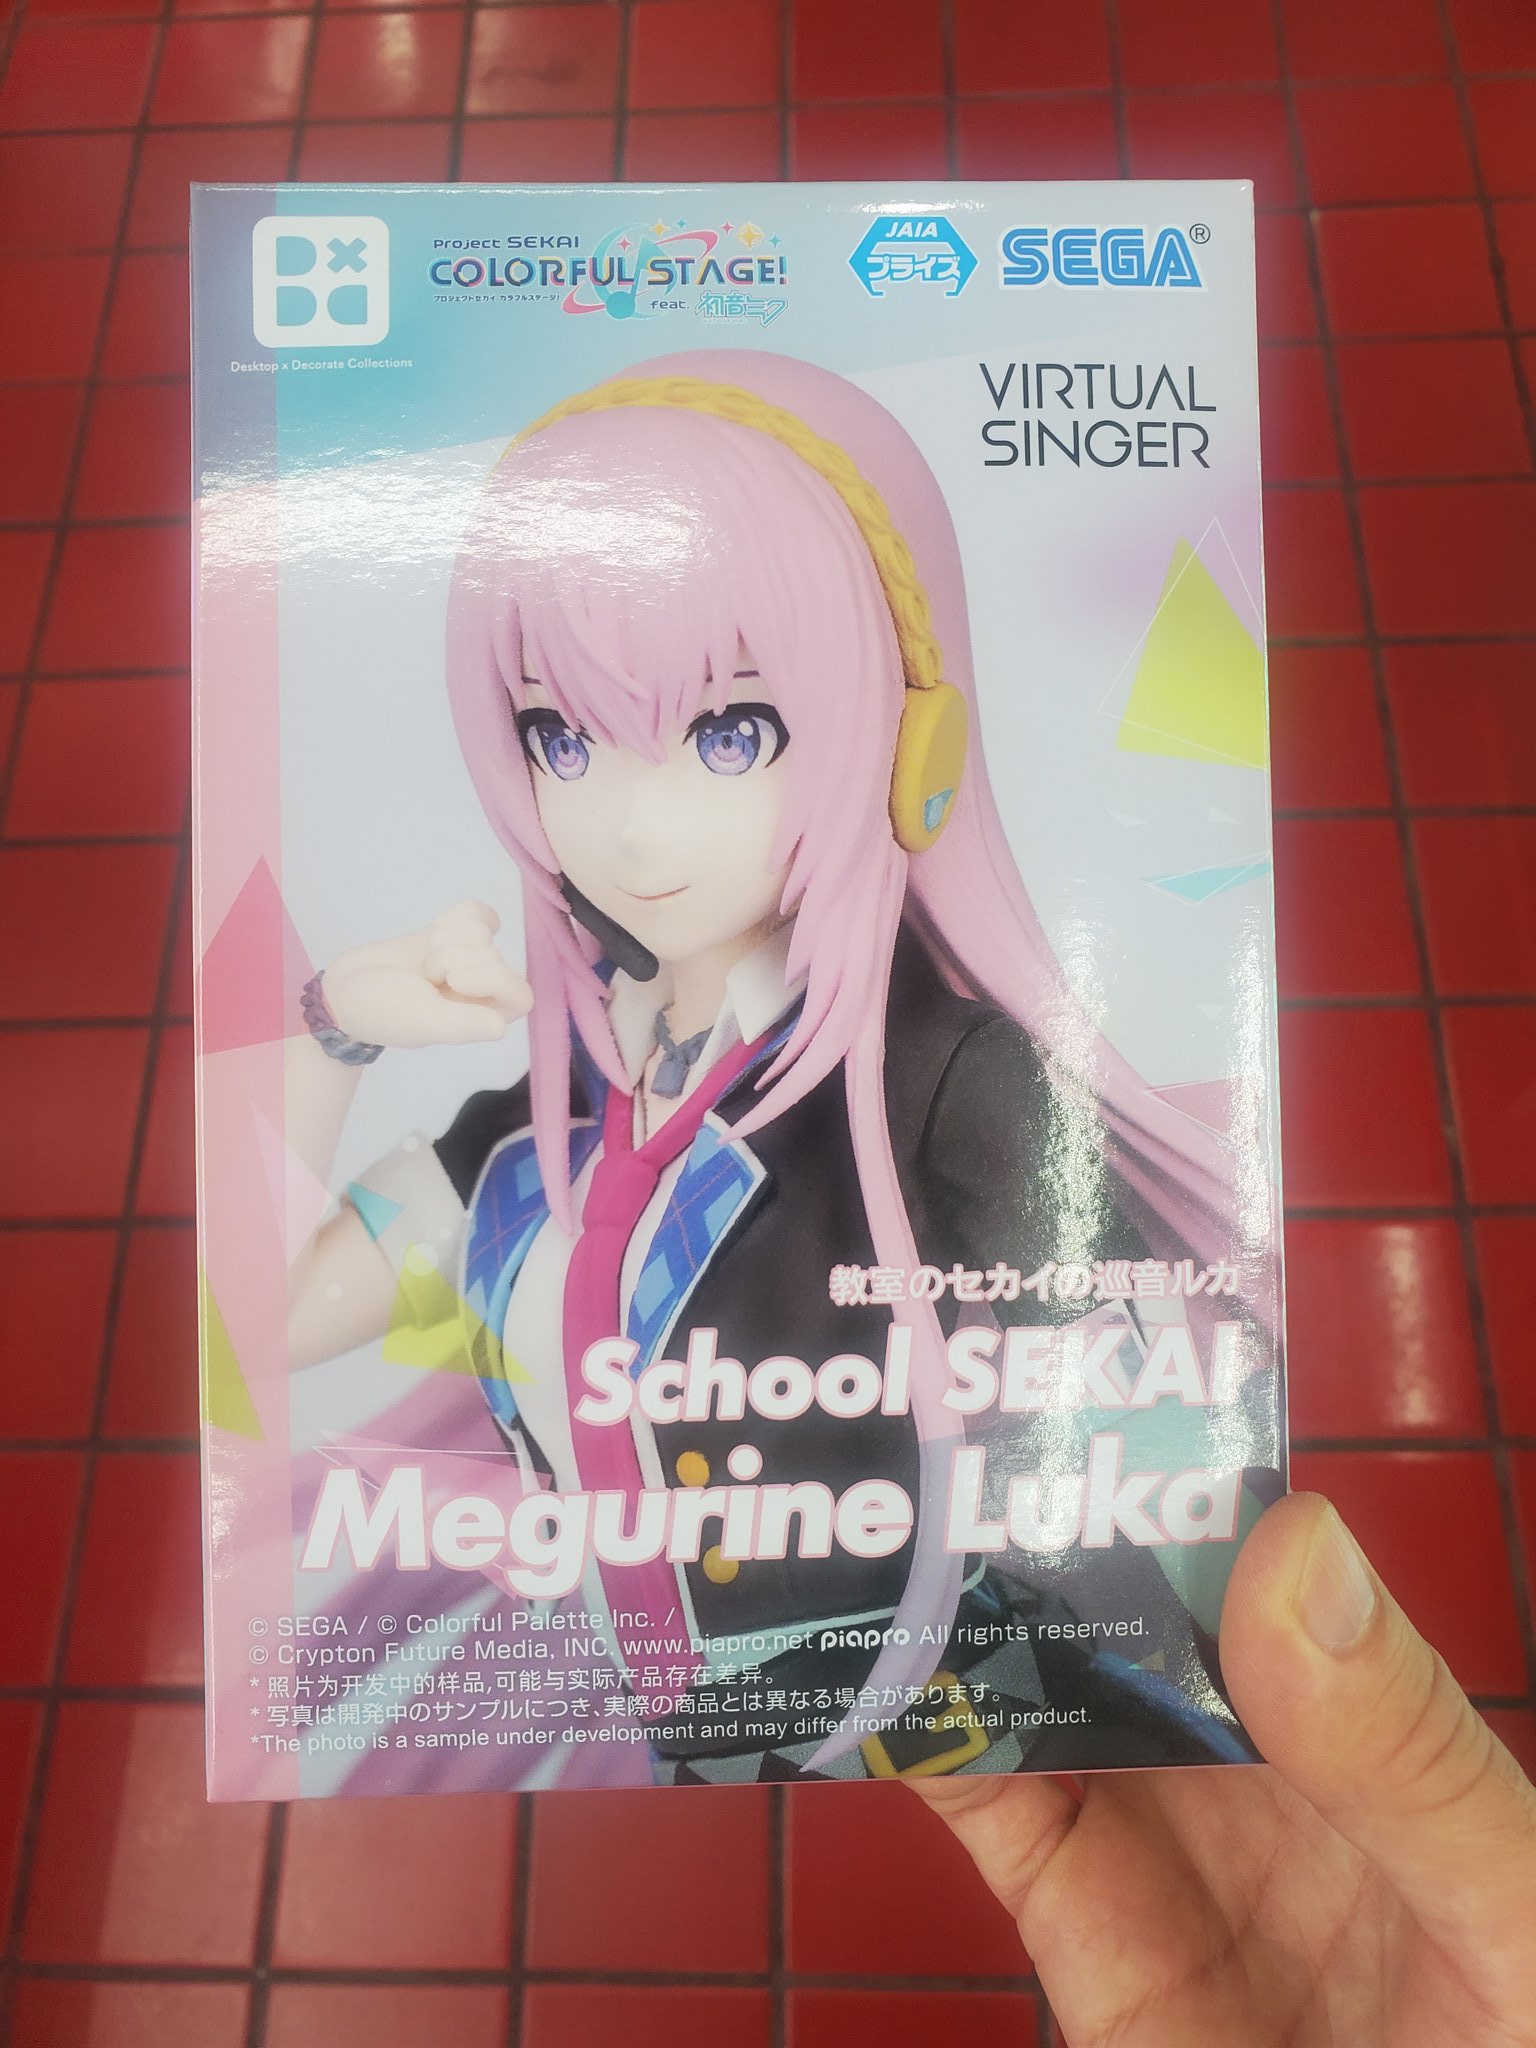 Desktop x Decorate Collections
Project SEKAI
COLORFUL STAGE!
プロジェクトセカイ カラフルステージ!
feat. 初音ミク
JAIA
プライズ
SEGA®
VIRTUAL
SINGER
教室のセカイの巡音ルカ
School SEKAI
Megurine Luka
© SEGA / © Colorful Palette Inc. /
© Crypton Future Media, INC. www.piapro.net piapro All rights reserved.
* 照片为开发中的样品,可能与实际产品存在差异。
* 写真は開発中のサンプルにつき、実際の商品とは異なる場合があります。
*The photo is a sample under development and may differ from the actual product.